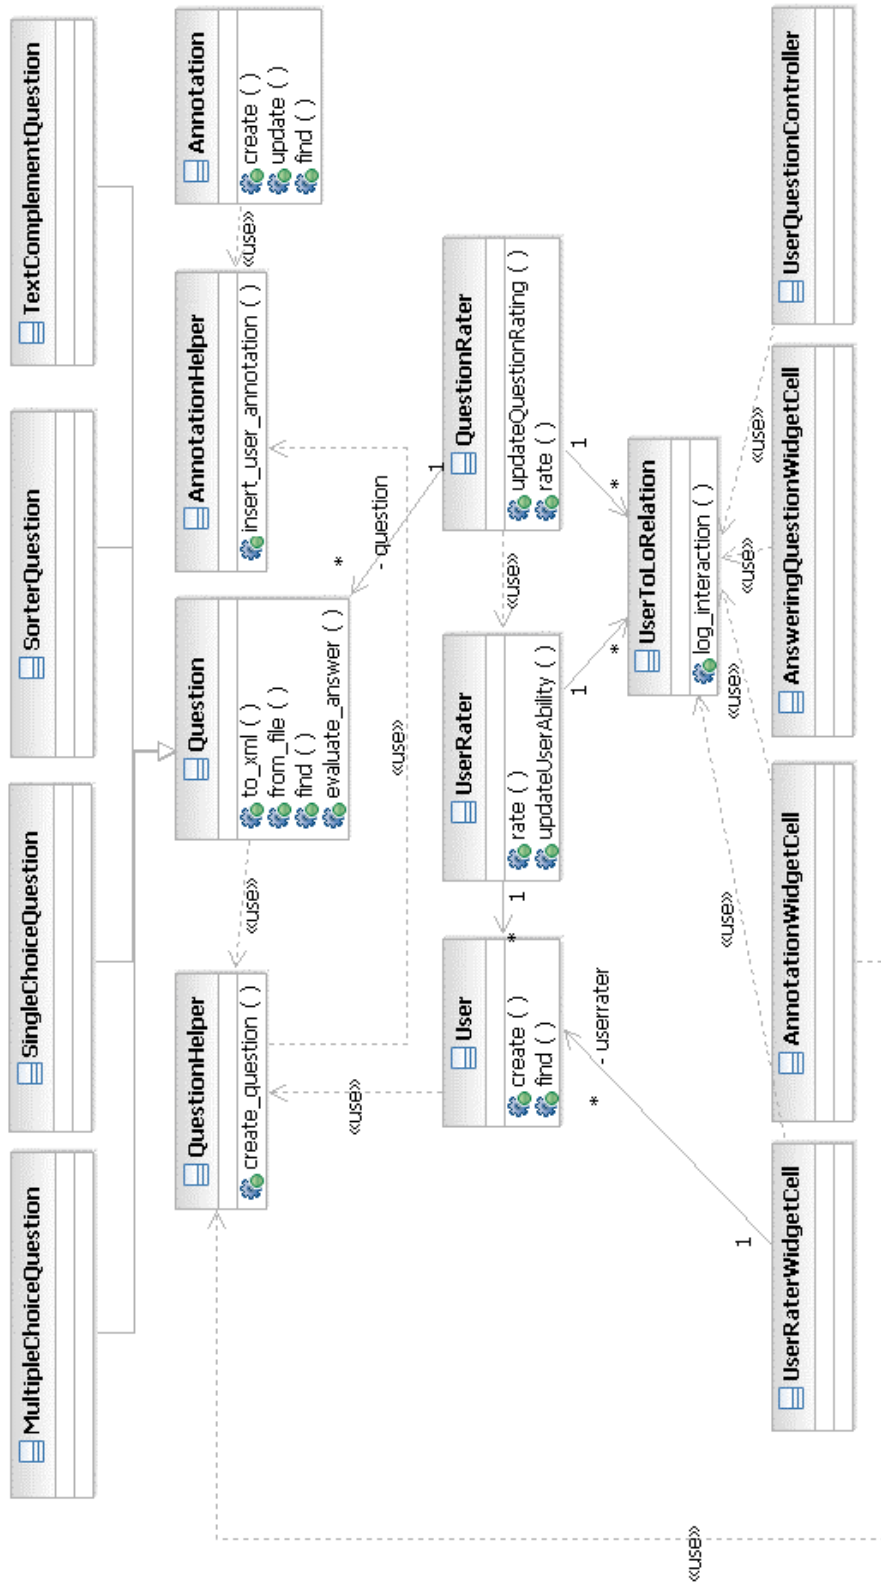 MultipleChoiceQuestion
SingleChoiceQuestion
SorterQuestion
TextComplementQuestion
QuestionHelper
create_question ( )
«use»
Question
to_xml ( )
from_file ( )
find ( )
evaluate_answer ( )
AnnotationHelper
insert_user_annotation ( )
«use»
Annotation
create ( )
update ( )
find ( )
«use»
«use»
*
- question
1
User
create ( )
find ( )
*
1
UserRater
rate ( )
updateUserAbility ( )
«use»
QuestionRater
updateQuestionRating ( )
rate ( )
*
- userrater
1
*
1
*
1
UserToLoRelation
log_interaction ( )
«use»
«use»
«use»
«use»
«use»
1
UserRaterWidgetCell
AnnotationWidgetCell
AnsweringQuestionWidgetCell
UserQuestionController